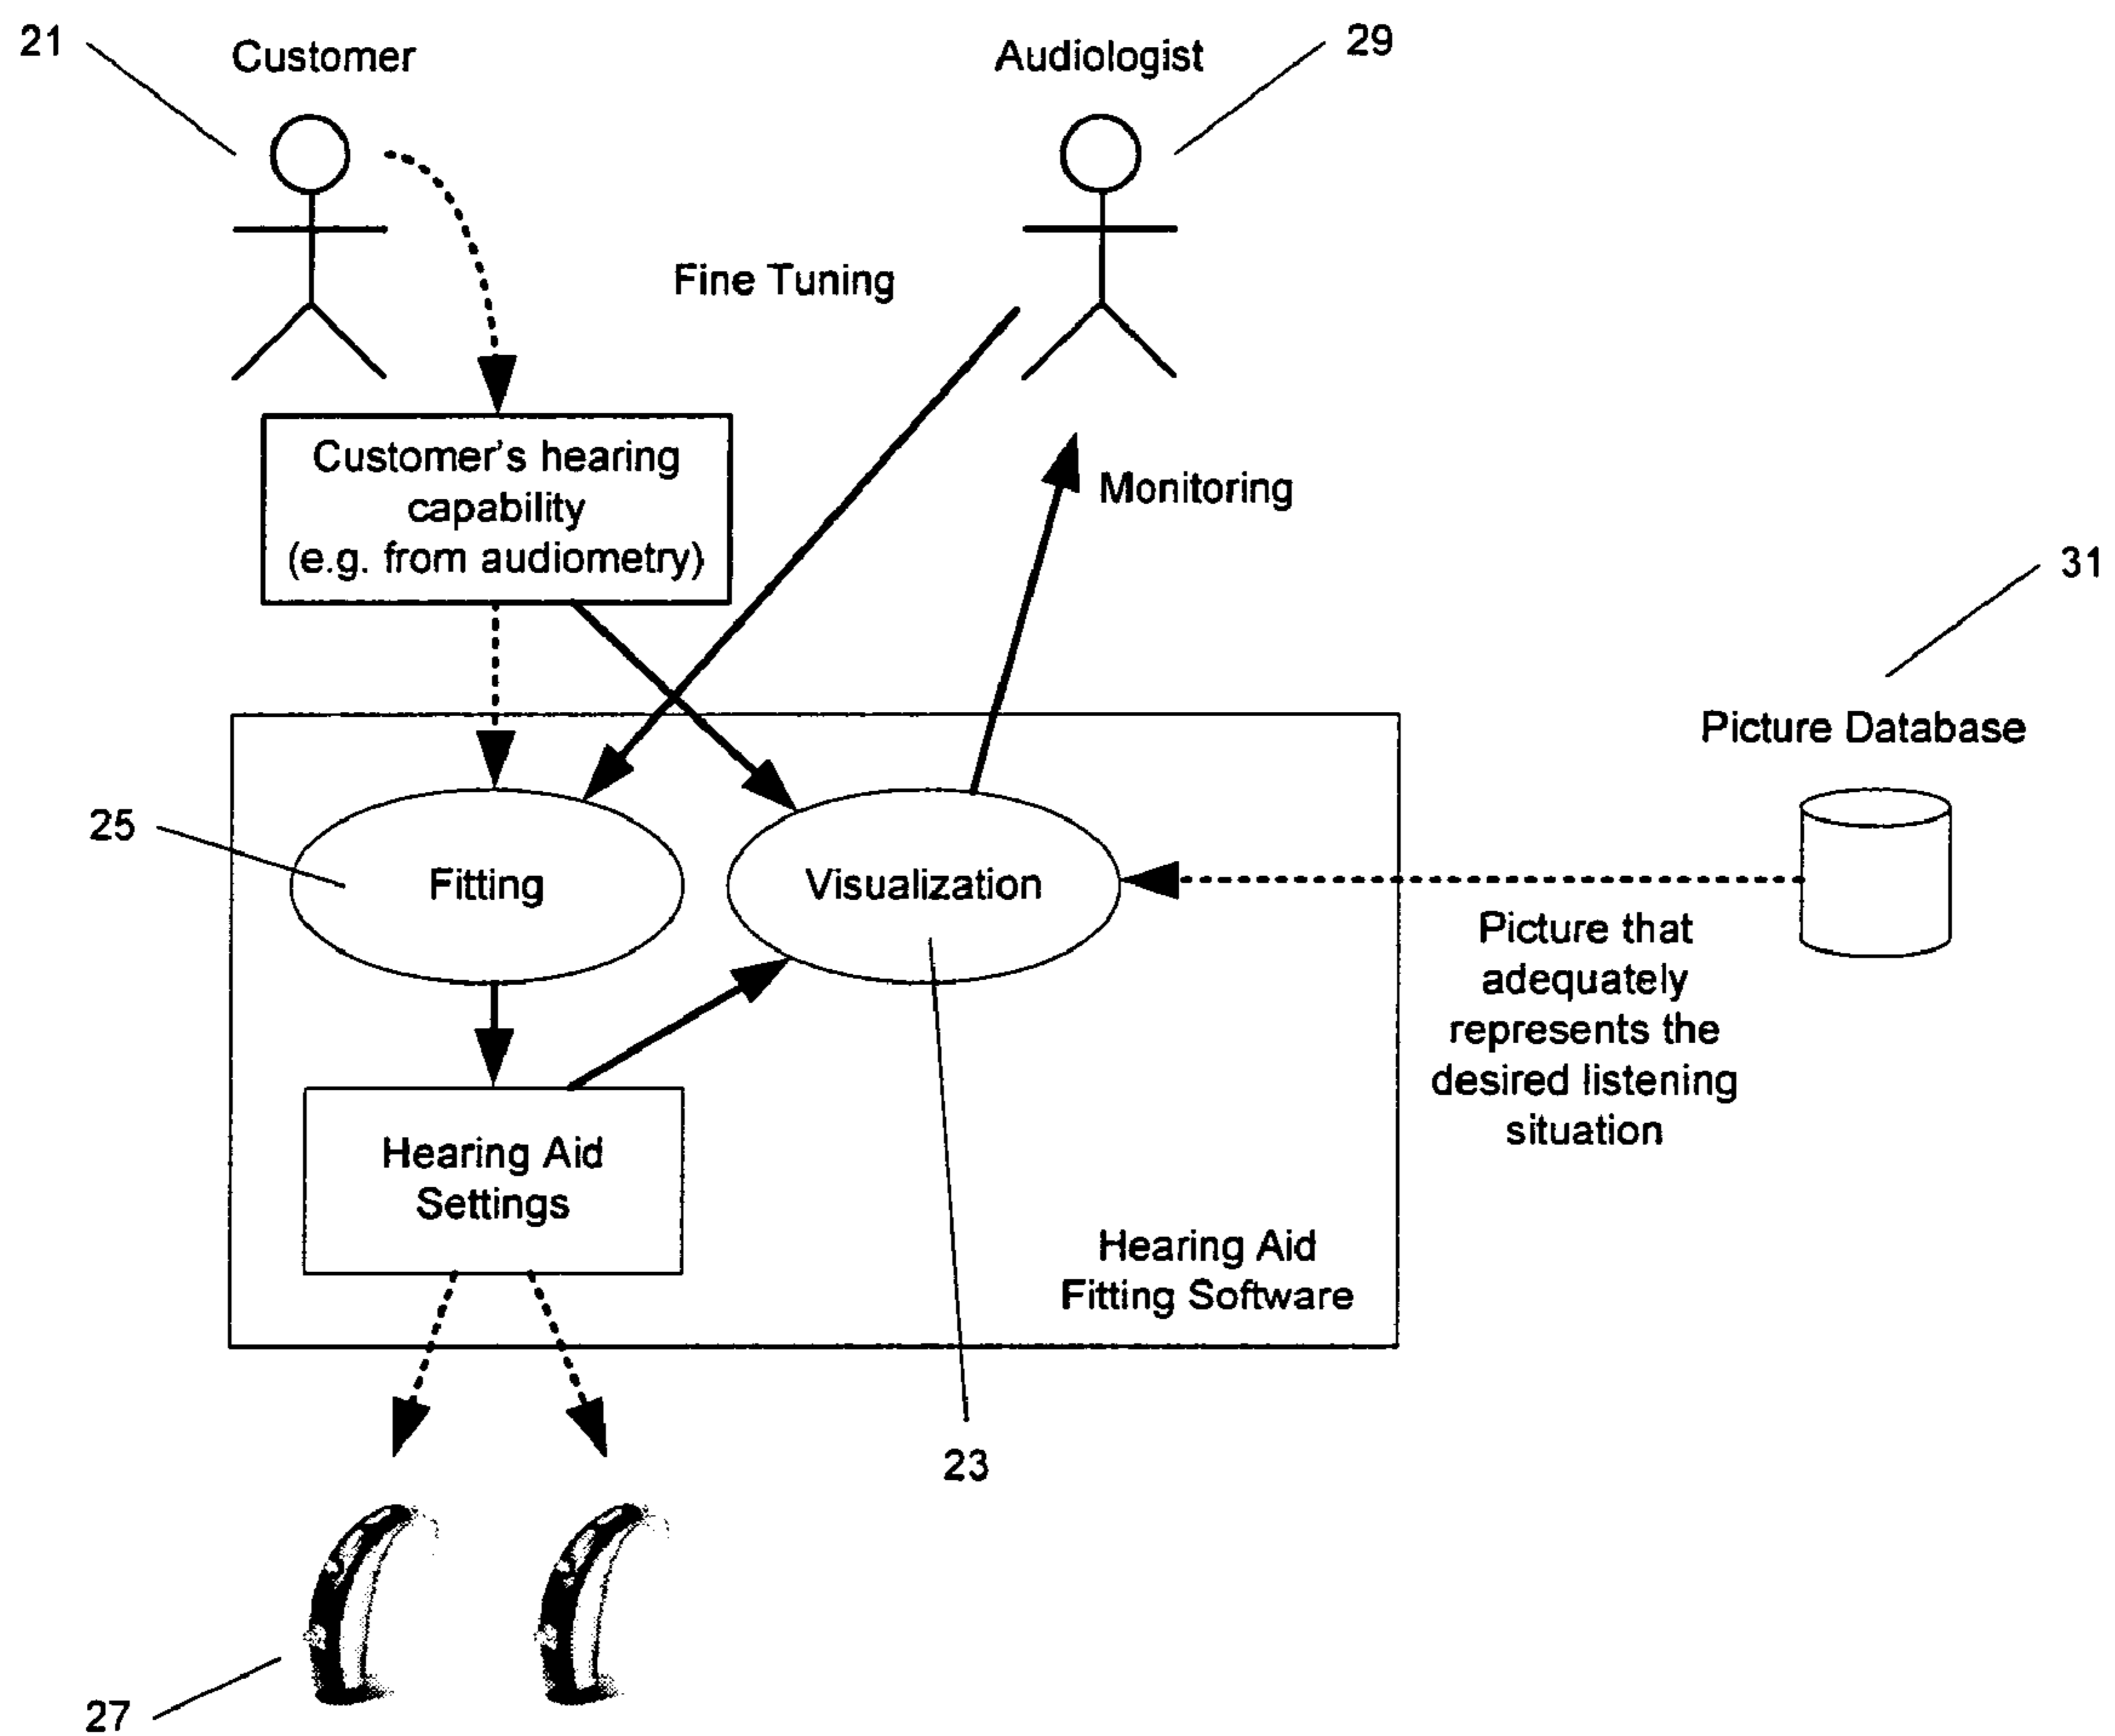 21
Customer
Audiologist
29
Fine Tuning
Customer's hearing
capability
(e.g. from audiometry)
Monitoring
31
Picture Database
25
Fitting
Visualization
Picture that
adequately
represents the
desired listening
situation
Hearing Aid
Settings
Hearing Aid
Fitting Software
23
27